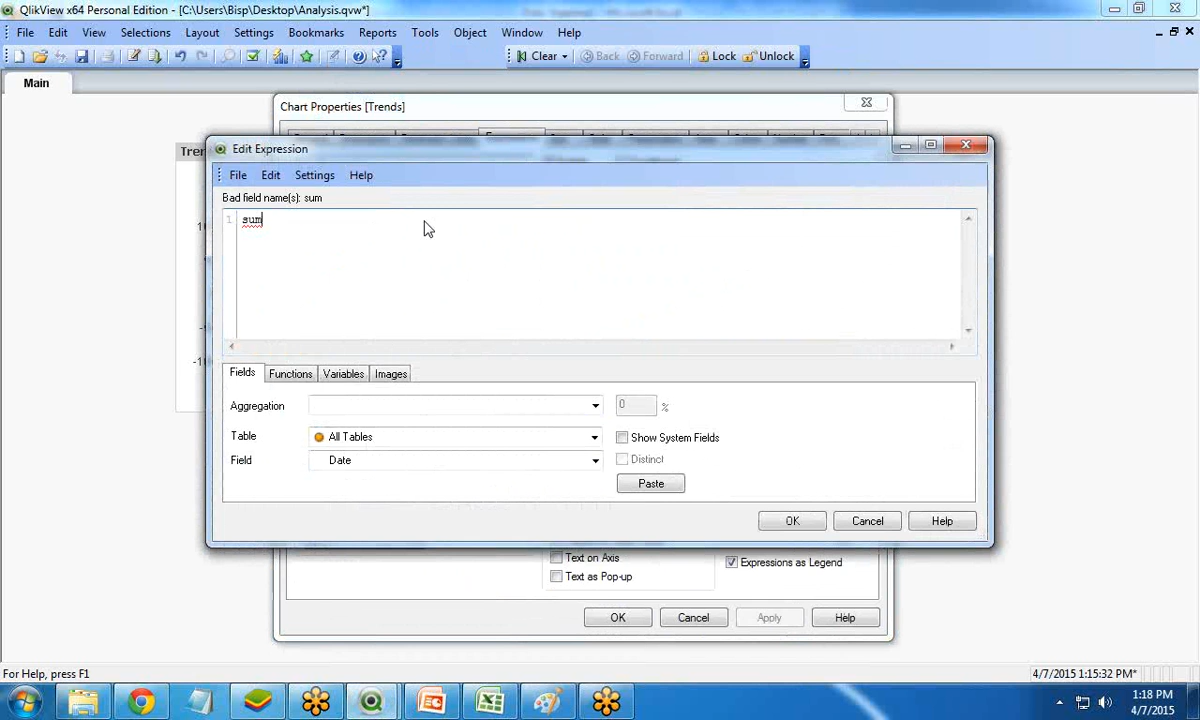 QlikView x64 Personal Edition - [C:\Users\Bisp\Desktop\Analysis.qvw*]
File Edit View Selections Layout Settings Bookmarks Reports Tools Object Window Help
Clear Back Forward Lock Unlock
Main
Chart Properties [Trends]
Edit Expression
File Edit Settings Help
Bad field name(s): sum
1 sum
Fields Functions Variables Images
Aggregation 0 %
Table All Tables Show System Fields
Field Date Distinct
Paste
OK Cancel Help
Text on Axis Expressions as Legend
Text as Pop-up
OK Cancel Apply Help
For Help, press F1 4/7/2015 1:15:32 PM*
1:18 PM
4/7/2015